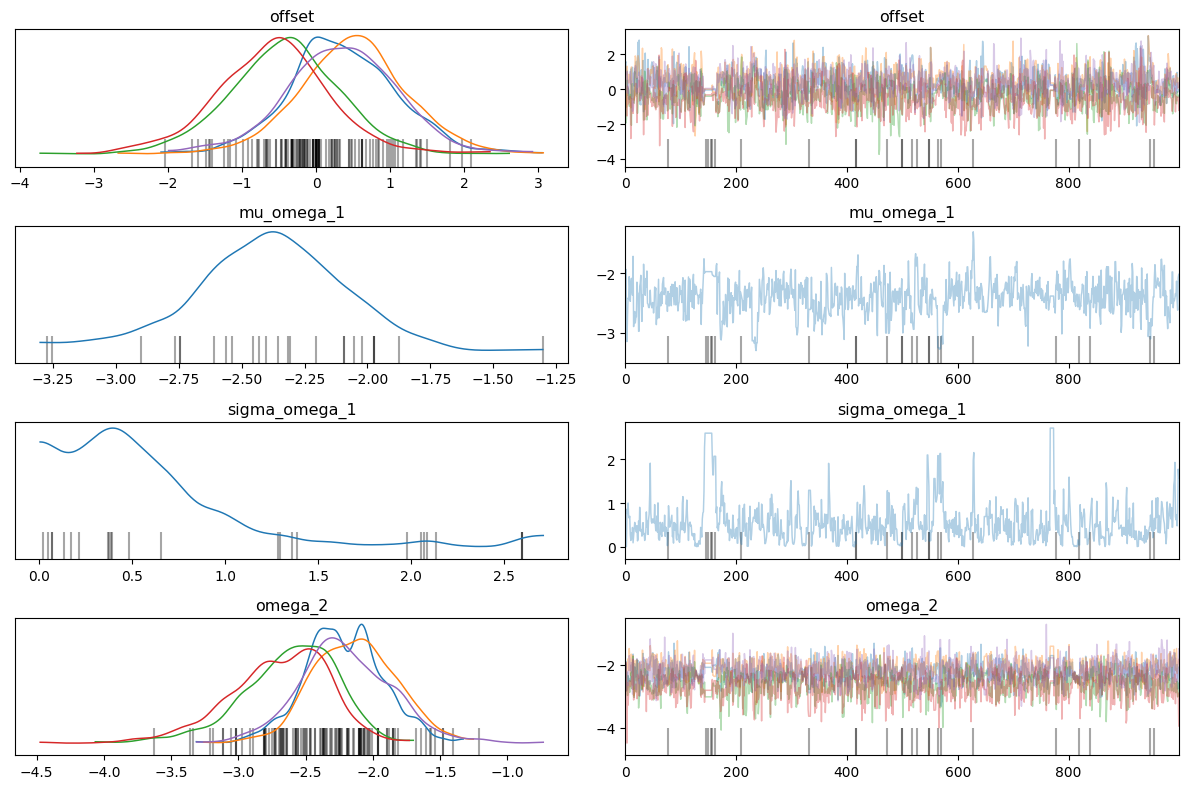 offset offset
−4 −3 −2 −1 0 1 2 3
2
0
−2
−4
0 200 400 600 800
mu_omega_1 mu_omega_1
−3.25 −3.00 −2.75 −2.50 −2.25 −2.00 −1.75 −1.50 −1.25
−2
−3
0 200 400 600 800
sigma_omega_1 sigma_omega_1
0.0 0.5 1.0 1.5 2.0 2.5
2
1
0
0 200 400 600 800
omega_2 omega_2
−4.5 −4.0 −3.5 −3.0 −2.5 −2.0 −1.5 −1.0
−2
−4
0 200 400 600 800